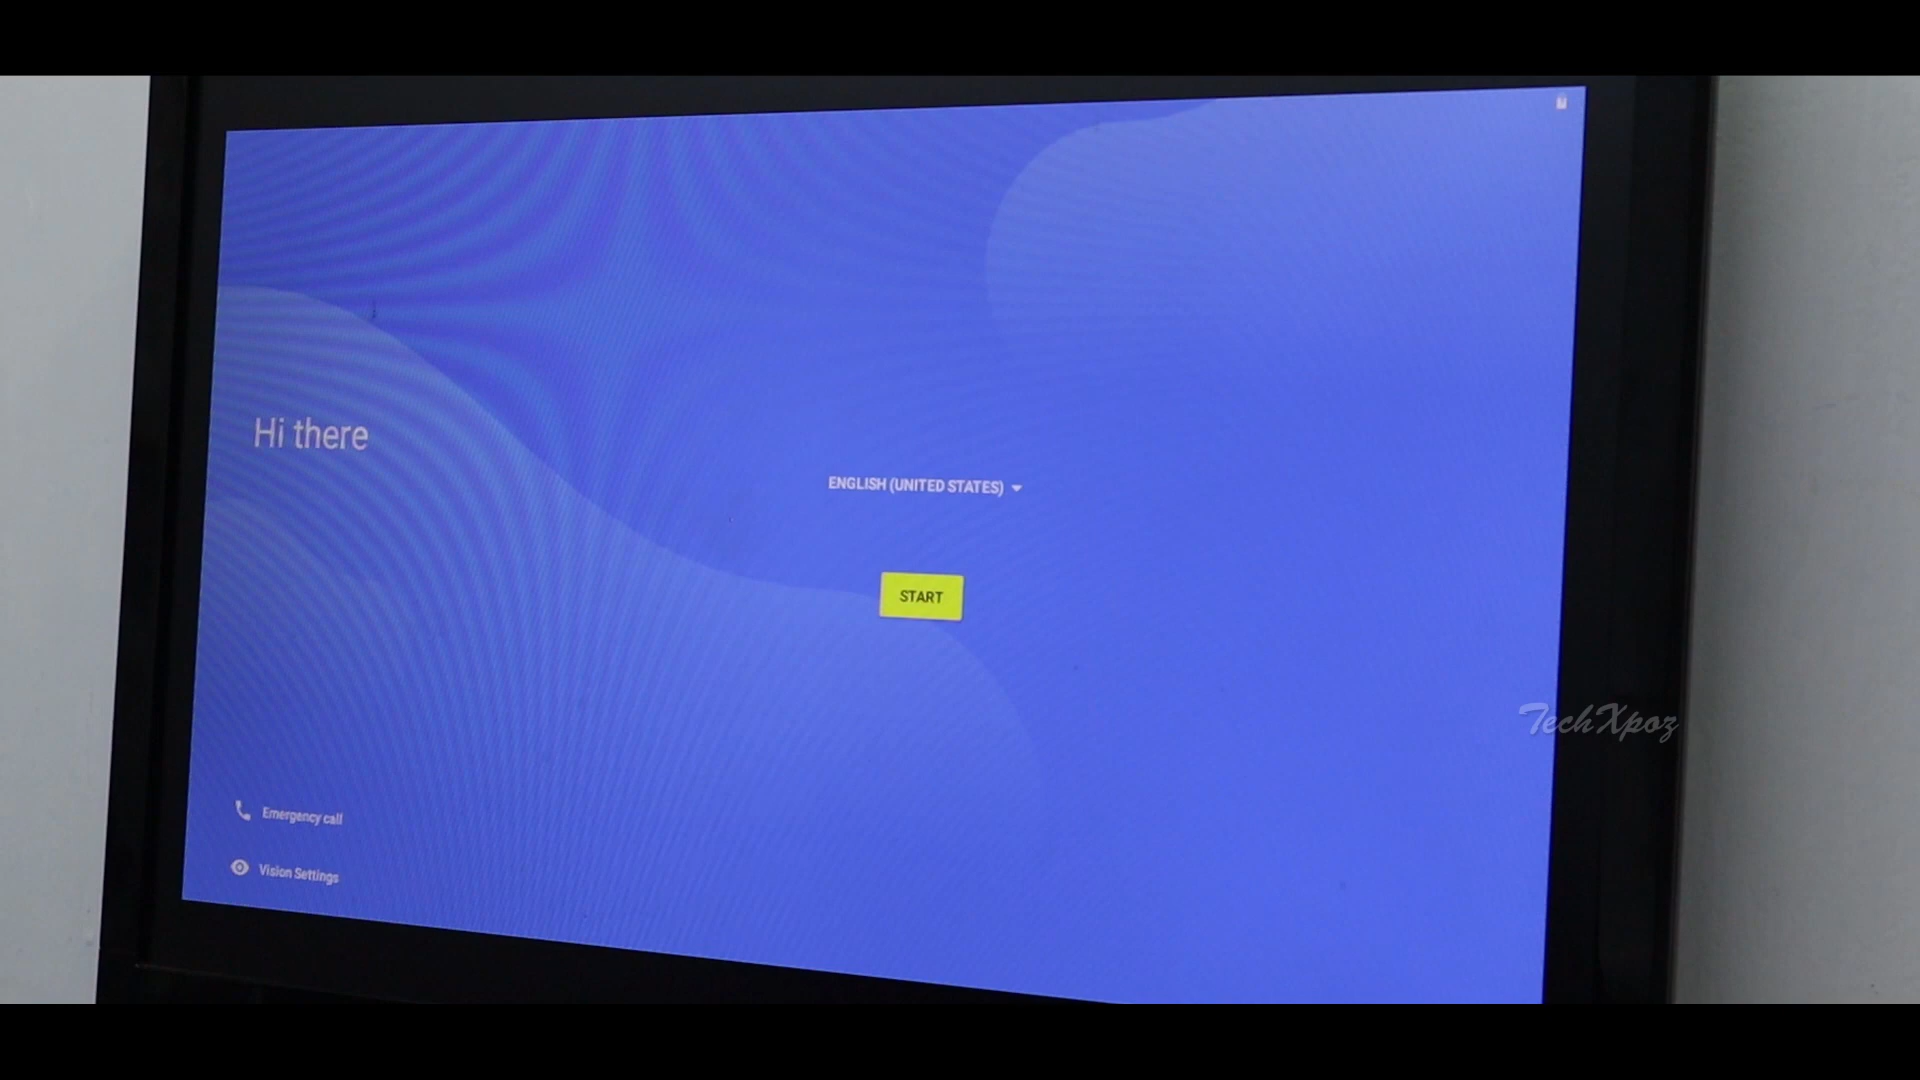 Hi there
ENGLISH (UNITED STATES)
START
TechXpoz
Emergency call
Vision Settings